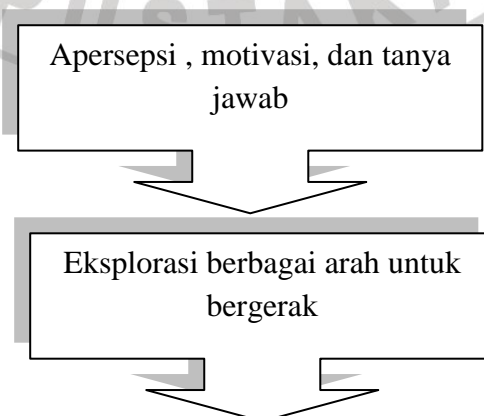 Apersepsi , motivasi, dan tanya
jawab
Eksplorasi berbagai arah untuk
bergerak